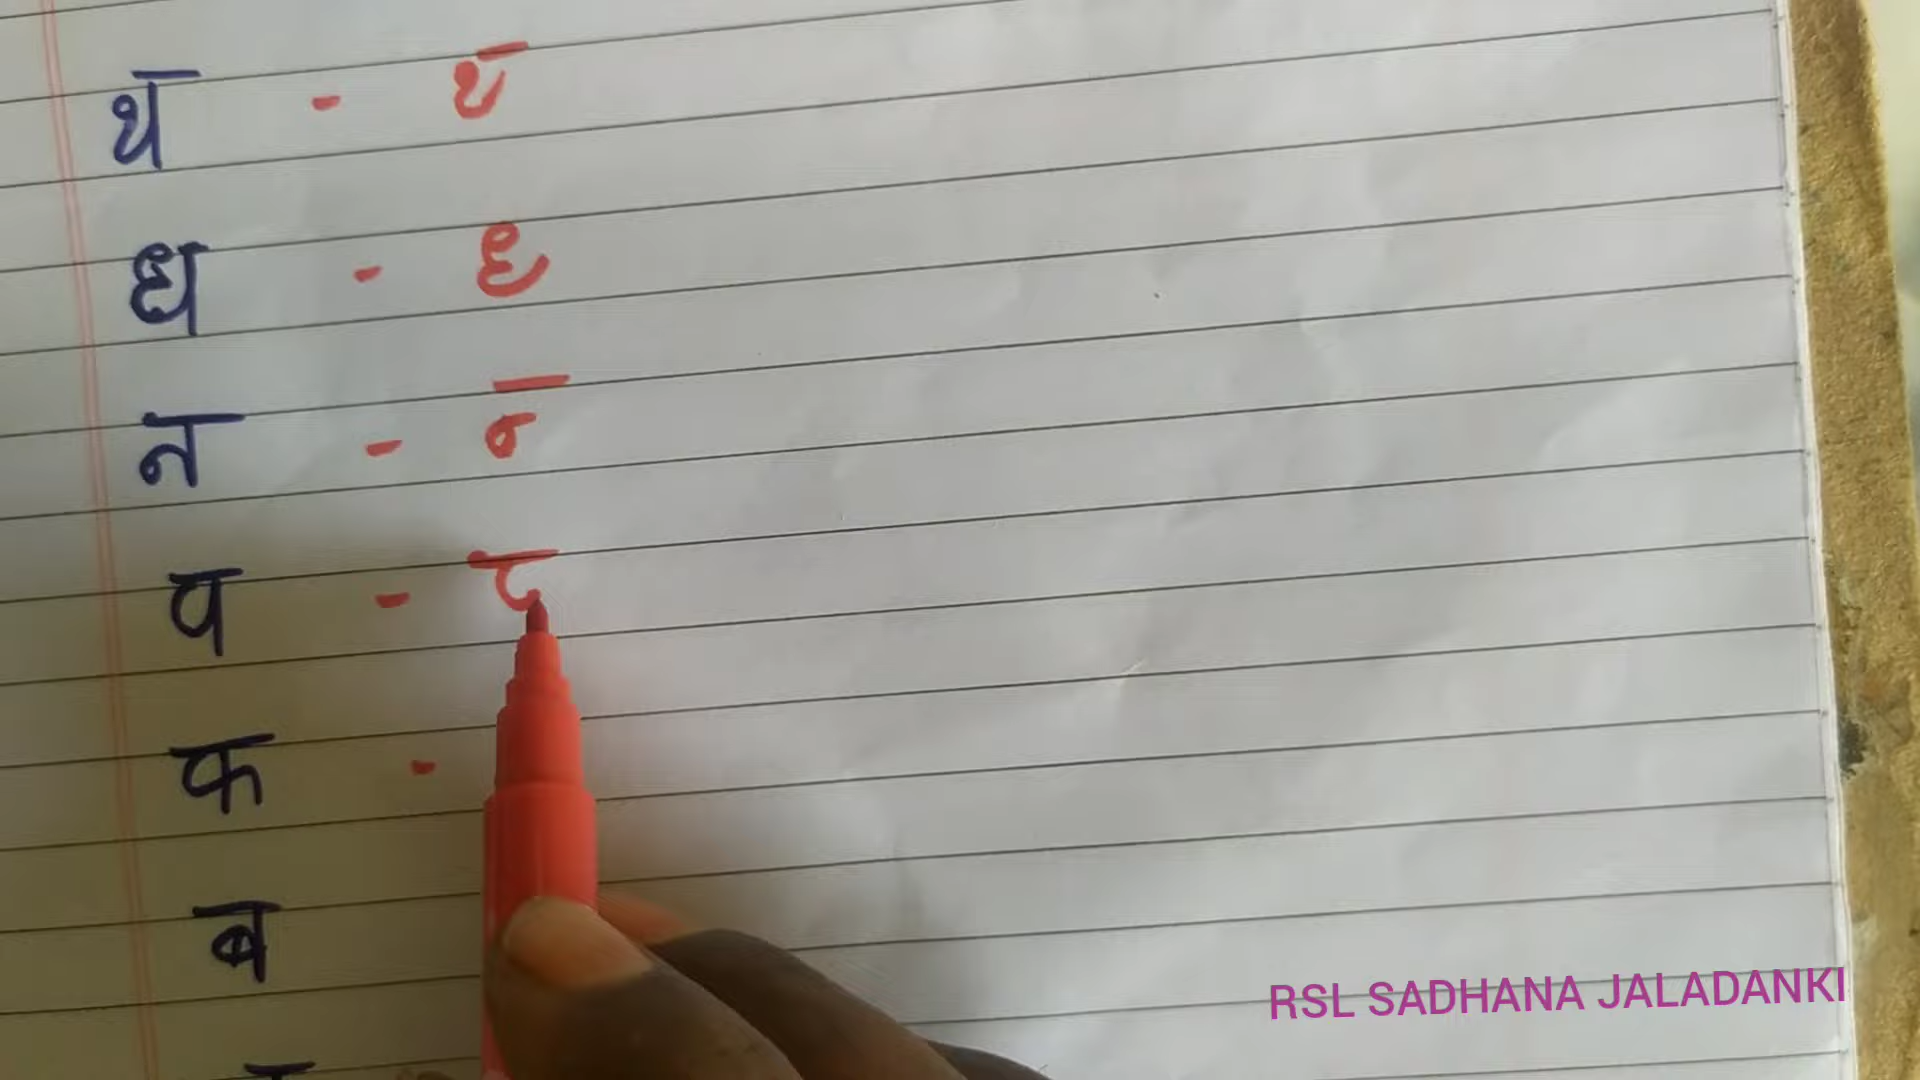 थ - थ्
ध - ध्
न - न्
प - प्
फ -
ब
RSL SADHANA JALADANKI